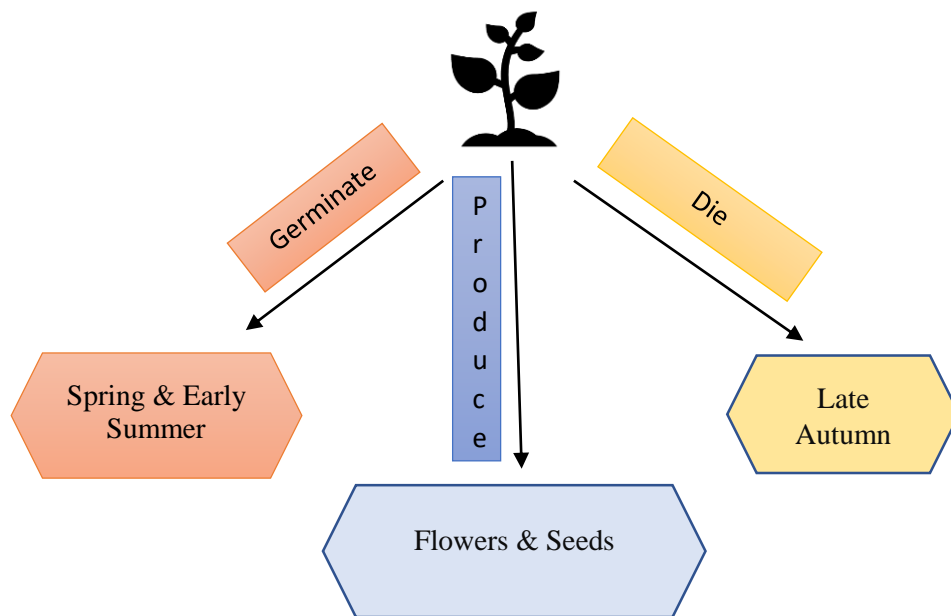 Germinate
Produce
Die
Spring & Early
Summer
Late
Autumn
Flowers & Seeds